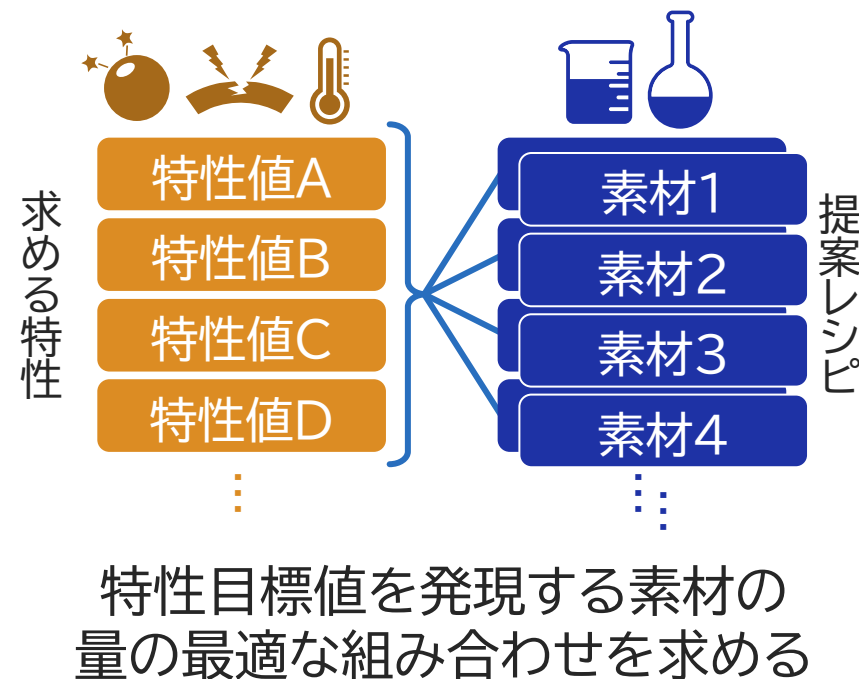 求める特性
特性値A
特性値B
特性値C
特性値D
素材1
素材2
素材3
素材4
提案レシピ
特性目標値を発現する素材の
量の最適な組み合わせを求める